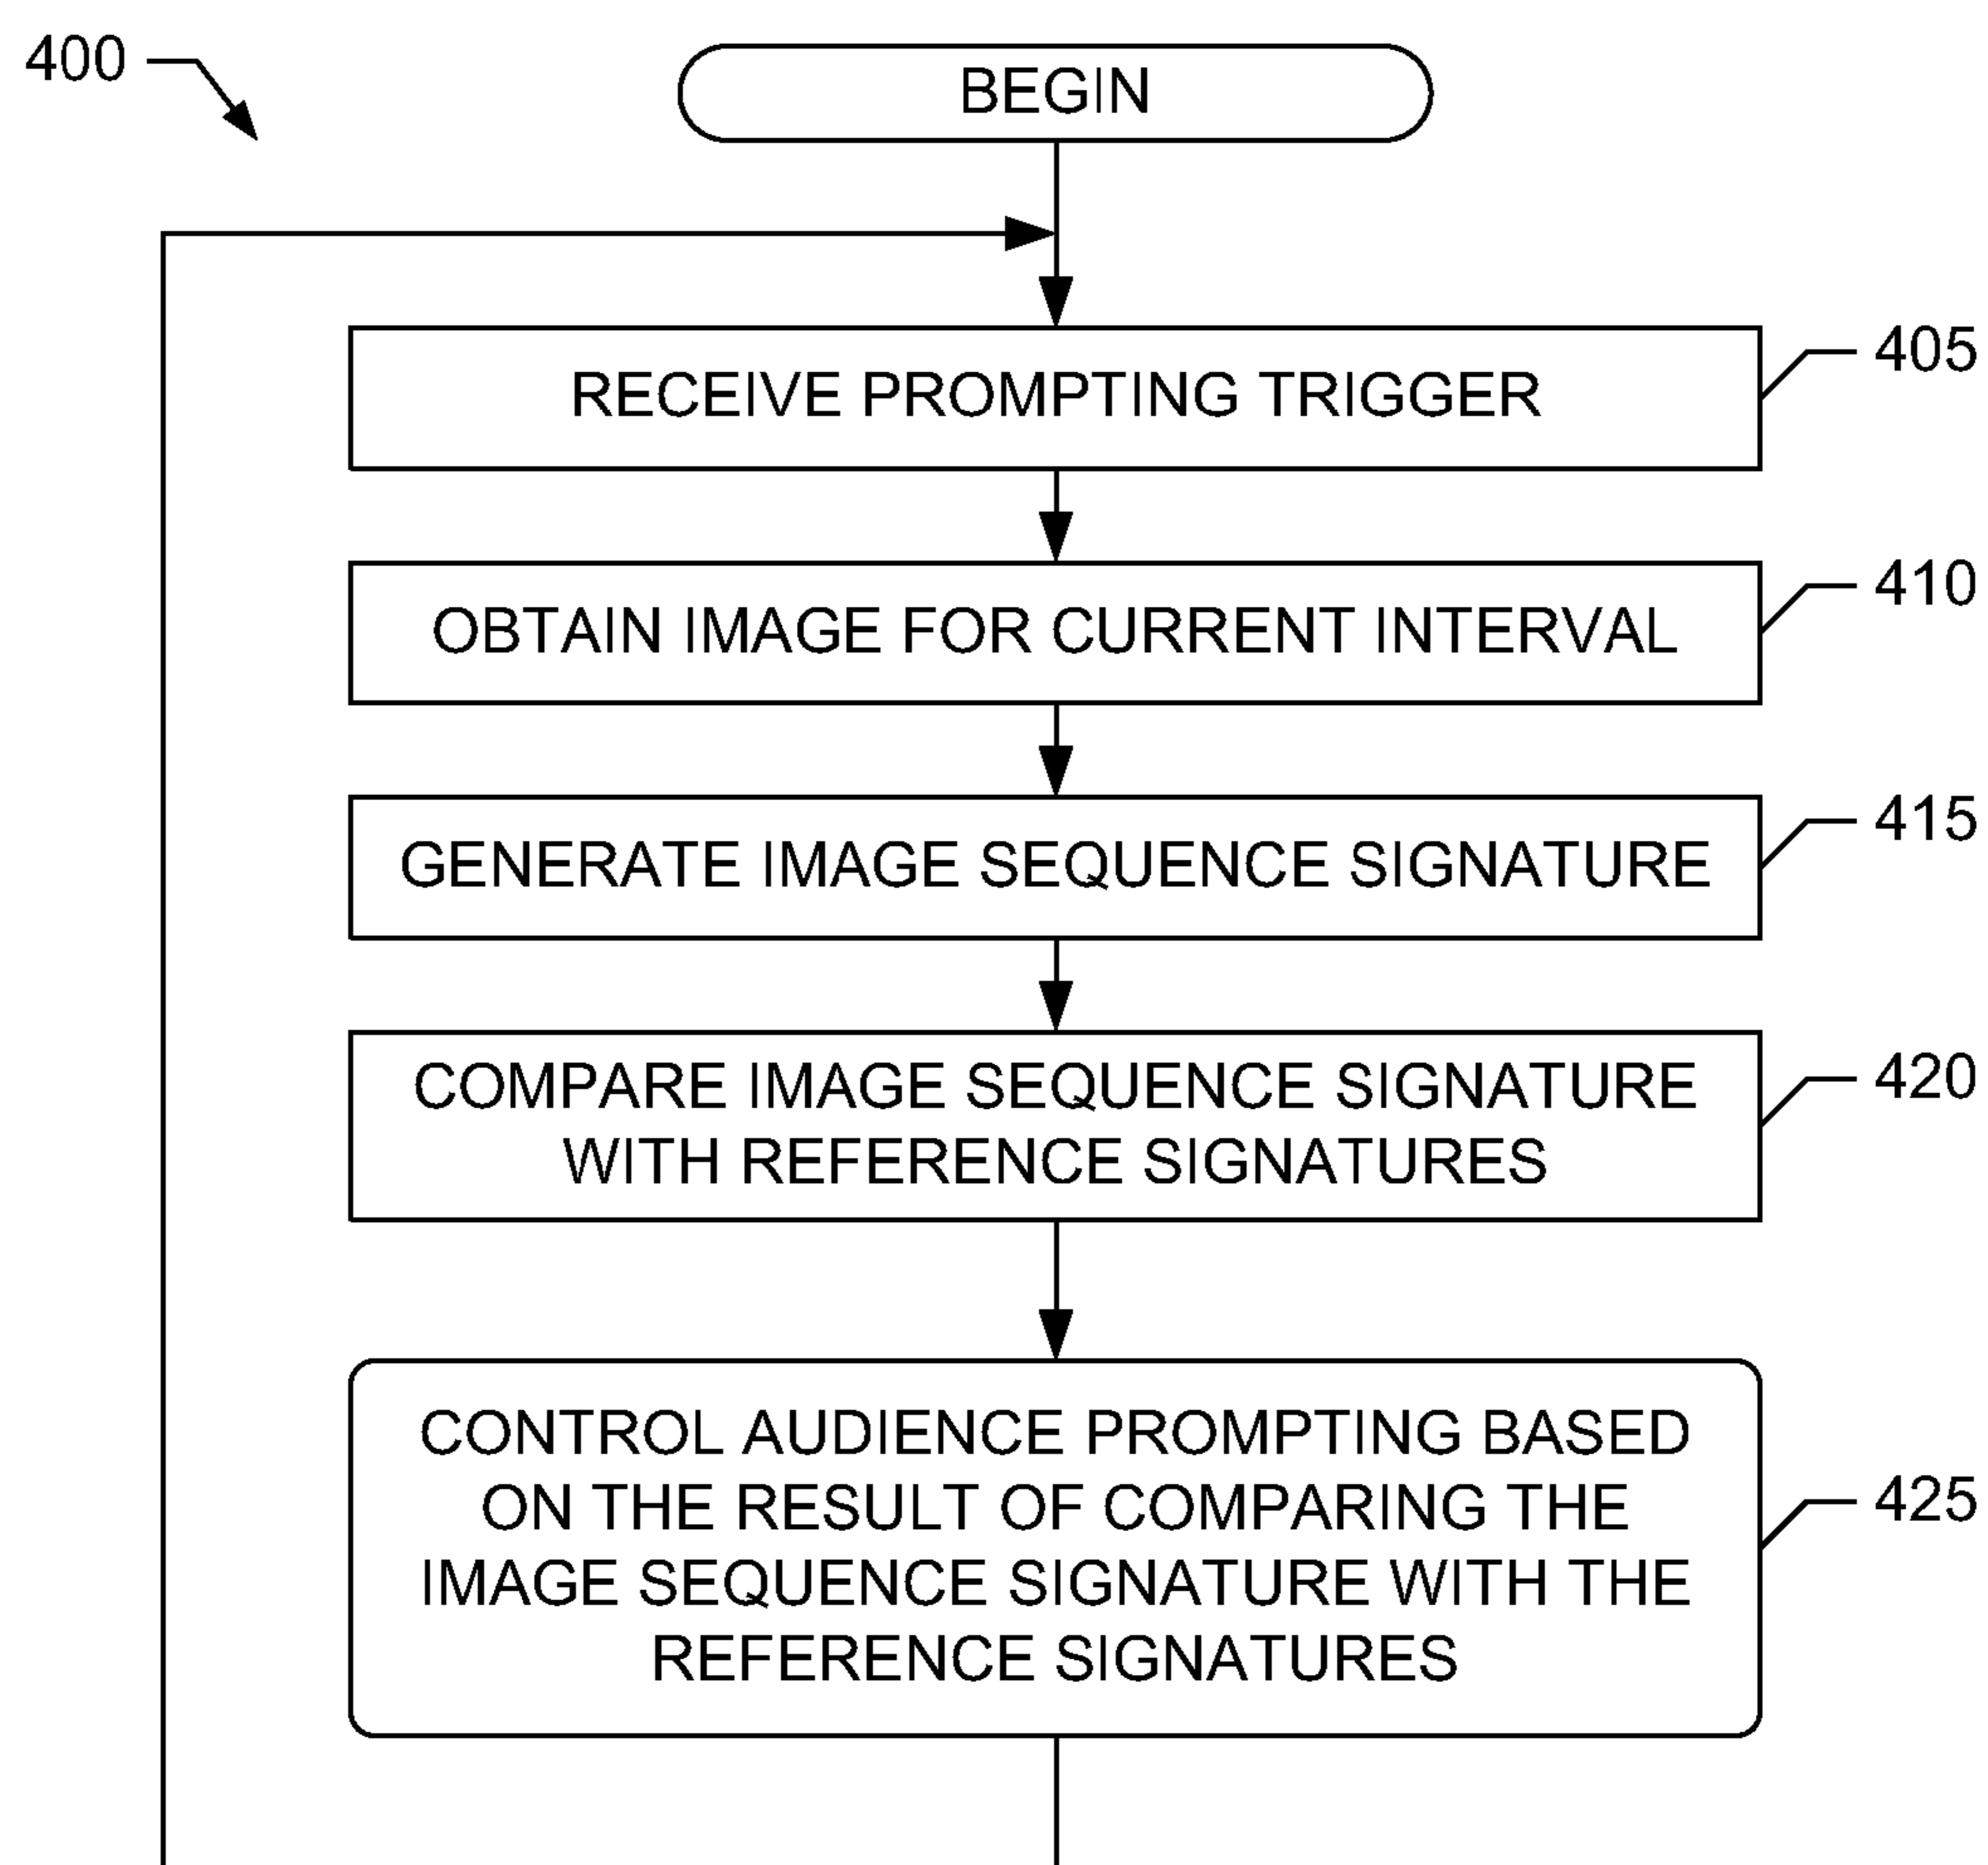 400
BEGIN
RECEIVE PROMPTING TRIGGER
405
OBTAIN IMAGE FOR CURRENT INTERVAL
410
GENERATE IMAGE SEQUENCE SIGNATURE
415
COMPARE IMAGE SEQUENCE SIGNATURE
WITH REFERENCE SIGNATURES
420
CONTROL AUDIENCE PROMPTING BASED
ON THE RESULT OF COMPARING THE
IMAGE SEQUENCE SIGNATURE WITH THE
REFERENCE SIGNATURES
425